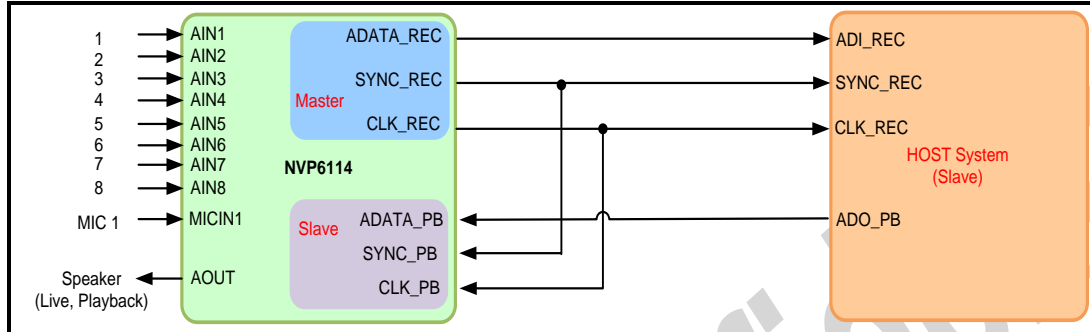 1 AIN1 ADATA_REC ADI_REC
2 AIN2
3 AIN3 SYNC_REC SYNC_REC
4 AIN4 Master
5 AIN5 CLK_REC CLK_REC
6 AIN6
7 AIN7 NVP6114 HOST System
8 AIN8 (Slave)
MIC 1 MICIN1 Slave ADATA_PB ADO_PB
SYNC_PB
Speaker AOUT CLK_PB
(Live, Playback)